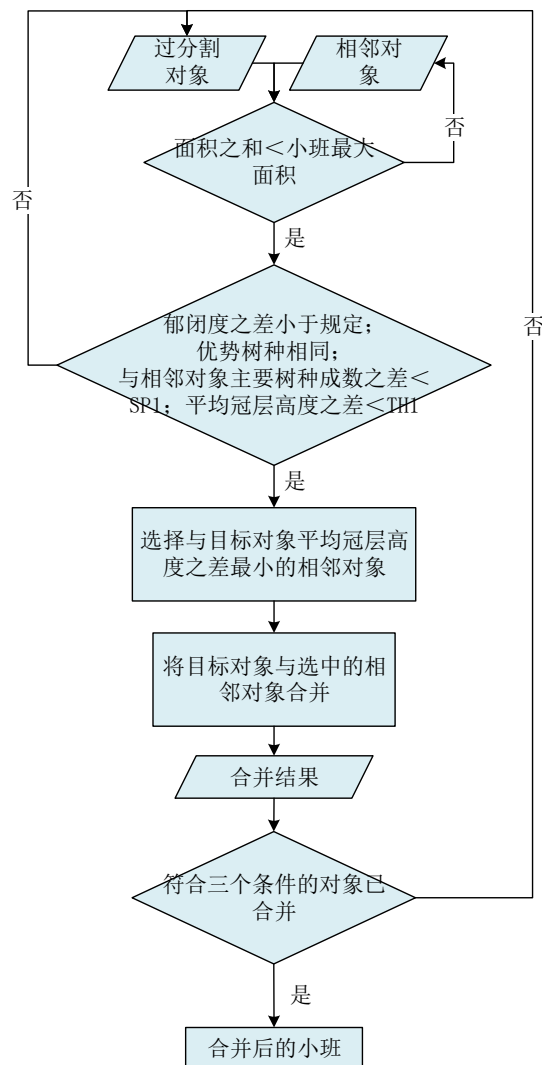 过分割
对象
相邻对
象
否
面积之和＜小班最大
面积
是
否
郁闭度之差小于规定；
优势树种相同；
与相邻对象主要树种成数之差＜
SP1；平均冠层高度之差＜TH1
否
是
选择与目标对象平均冠层高
度之差最小的相邻对象
将目标对象与选中的相
邻对象合并
合并结果
符合三个条件的对象已
合并
是
合并后的小班